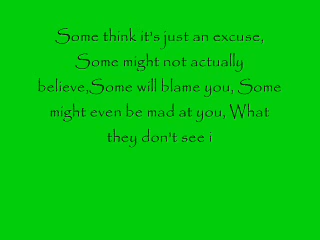 Some think it's just an excuse,
Some might not actually
believe,Some will blame you, Some
might even be mad at you, What
they don't see i